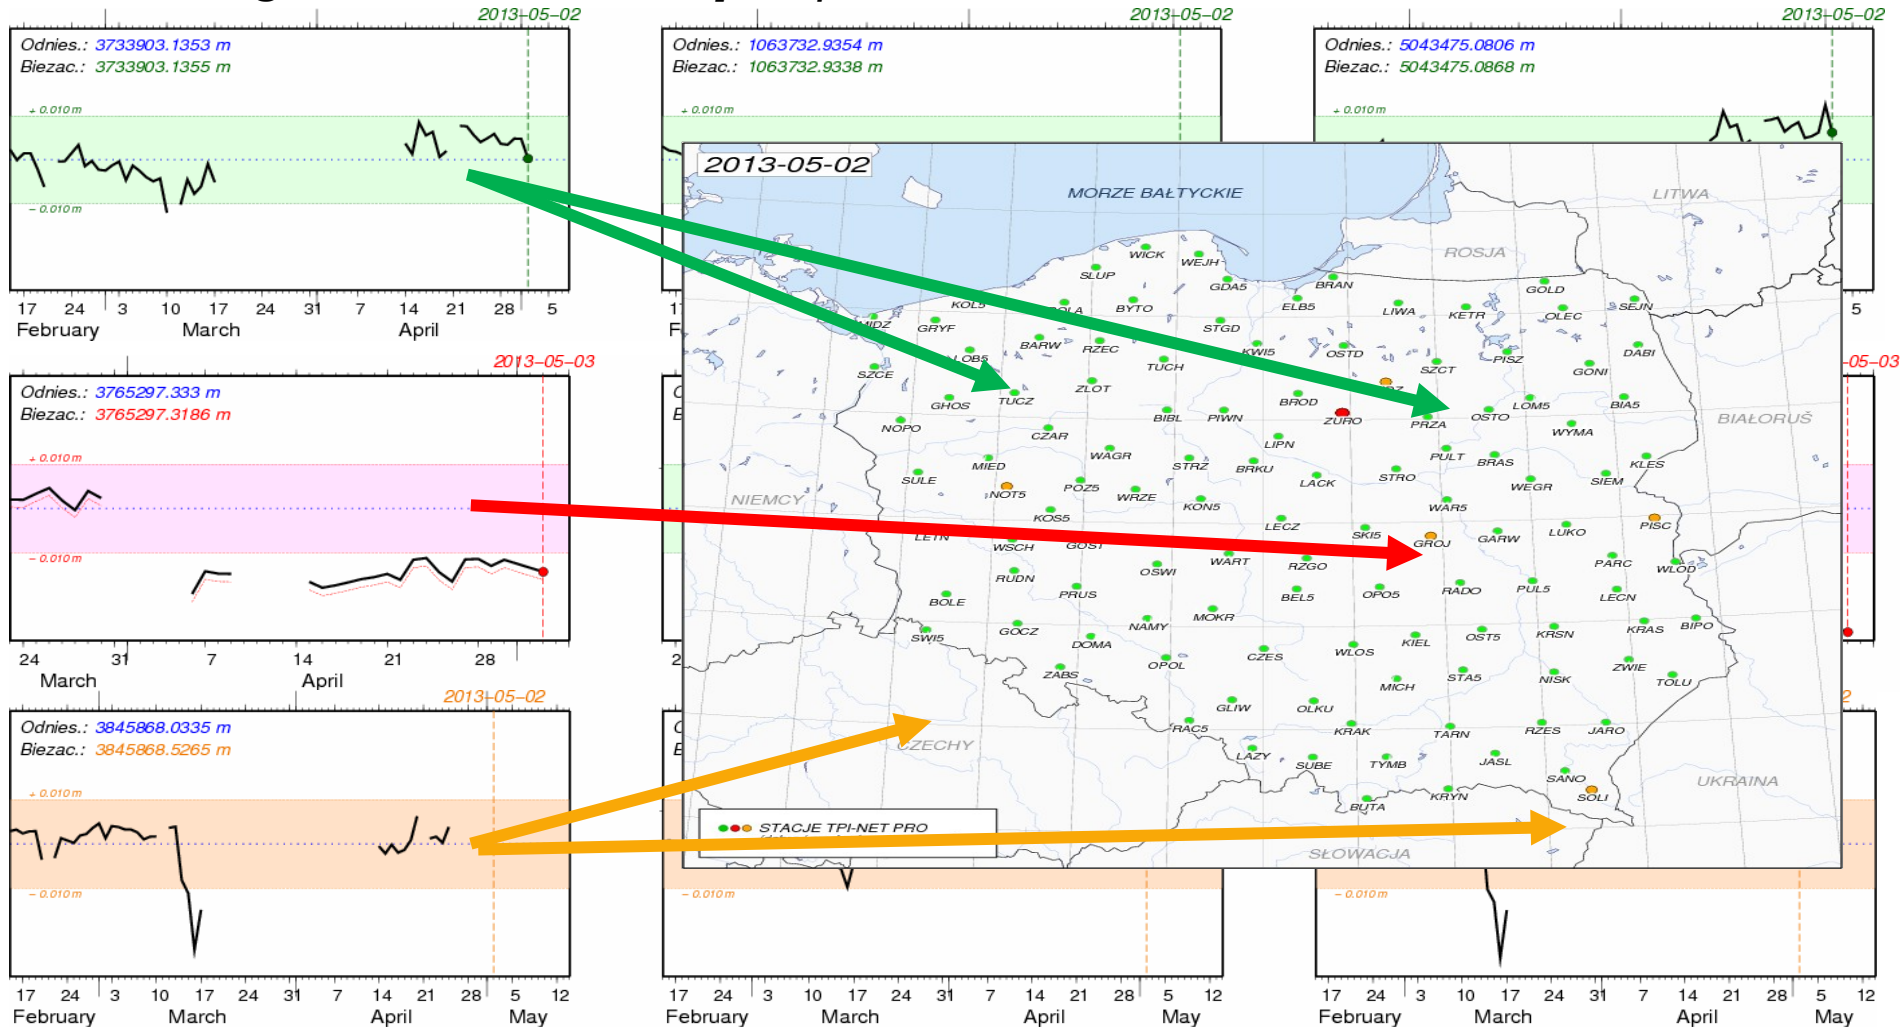 2013-05-02
2013-05-02
2013-05-02
Odnies.: 3733903.1353 m
Biezac.: 3733903.1355 m
+ 0.010 m
- 0.010 m
17 24 3 10 17 24 31 7 14 21 28 5
February March April
Odnies.: 1063732.9354 m
Biezac.: 1063732.9338 m
+ 0.010 m
Odnies.: 5043475.0806 m
Biezac.: 5043475.0868 m
+ 0.010 m
5
2013-05-03
Odnies.: 3765297.333 m
Biezac.: 3765297.3186 m
+ 0.010 m
- 0.010 m
24 31 7 14 21 28
March April
-05-03
2013-05-02
Odnies.: 3845868.0335 m
Biezac.: 3845868.5265 m
+ 0.010 m
- 0.010 m
17 24 3 10 17 24 31 7 14 21 28 5 12
February March April May
- 0.010 m
17 24 3 10 17 24 31 7 14 21 28 5 12
February March April May
- 0.010 m
17 24 3 10 17 24 31 7 14 21 28 5 12
February March April May
2013-05-02
MORZE BAŁTYCKIE
LITWA
ROSJA
BIAŁORUŚ
NIEMCY
CZECHY
UKRAINA
SŁOWACJA
WICK WEJH
SLUP GDA5 BRAN GOLD
KOL5 BYTO ELB5 LIWA KETR OLEC SEJN
MIDZ GRYF STGD
LOB5 BARW RZEC KWI5 OSTD PISZ DABI
SZCE TUCH SZCT GONI
GHOS TUCZ ZLOT BROD LOM5 BIA5
NOPO BIBL PIWN ZURO PRZA OSTO WYMA
CZAR LIPN
MIED WAGR STRZ BRKU PULT BRAS KLES
SULE NOT5 POZ5 WRZE LACK STRO WEGR SIEM
KOS5 KON5 WAR5
LETN WSCH GOST LECZ SKI5 GROJ GARW LUKO PISC
RUDN OSWI WART RZGO PARC WLOD
BOLE PRUS BEL5 OPO5 RADO PUL5 LECN
SWI5 GOCZ NAMY MOKR KRAS BIPO
DOMA OPOL CZES WLOS KIEL OST5 KRSN
ZABS MICH STA5 NISK ZWIE TOLU
GLIW OLKU
RAC5 KRAK TARN RZES JARO
LAZY SUBE TYMB JASL SANO
BUTA KRYN SOLI
STACJE TPI-NET PRO